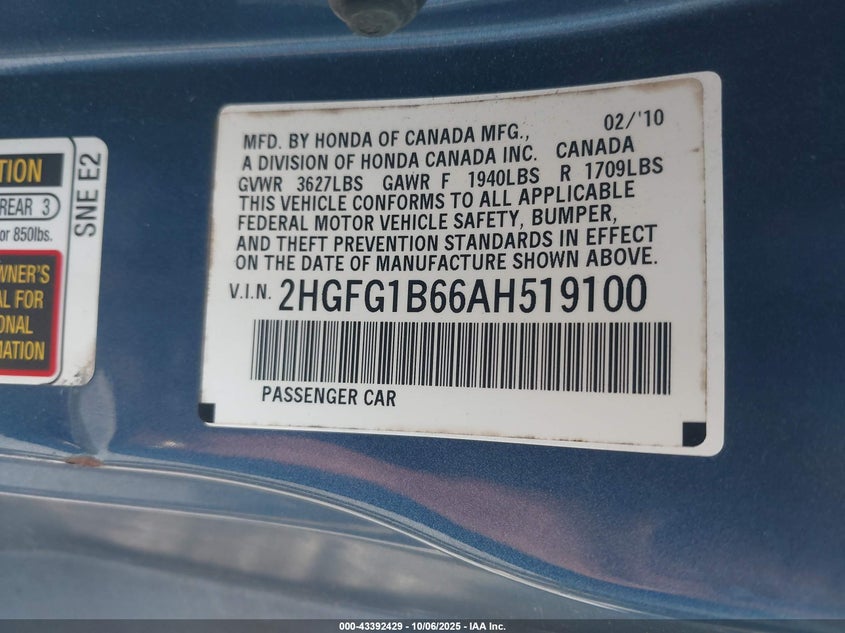 02/'10
MFD. BY HONDA OF CANADA MFG.,
A DIVISION OF HONDA CANADA INC. CANADA
GVWR 3627LBS GAWR F 1940LBS R 1709LBS
THIS VEHICLE CONFORMS TO ALL APPLICABLE
FEDERAL MOTOR VEHICLE SAFETY, BUMPER,
AND THEFT PREVENTION STANDARDS IN EFFECT
ON THE DATE OF MANUFACTURE SHOWN ABOVE.
V.I.N. 2HGFG1B66AH519100
PASSENGER CAR
TION
REAR 3
or 850lbs.
WNER'S
AL FOR
ONAL
MATION
SNE E2
000-43392429 - 10/06/2025 - IAA Inc.